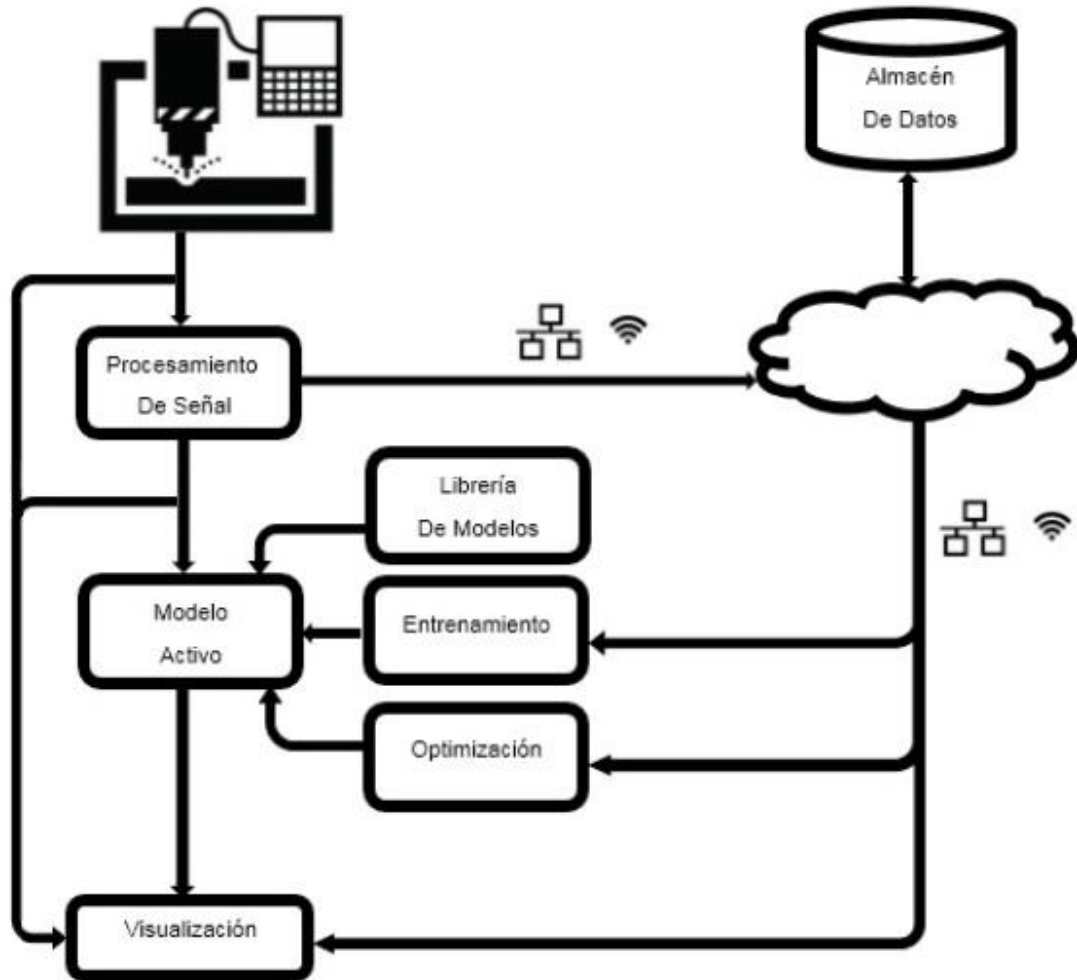 Almacén
De Datos
Procesamiento
De Señal
Librería
De Modelos
Modelo
Activo
Entrenamiento
Optimización
Visualización